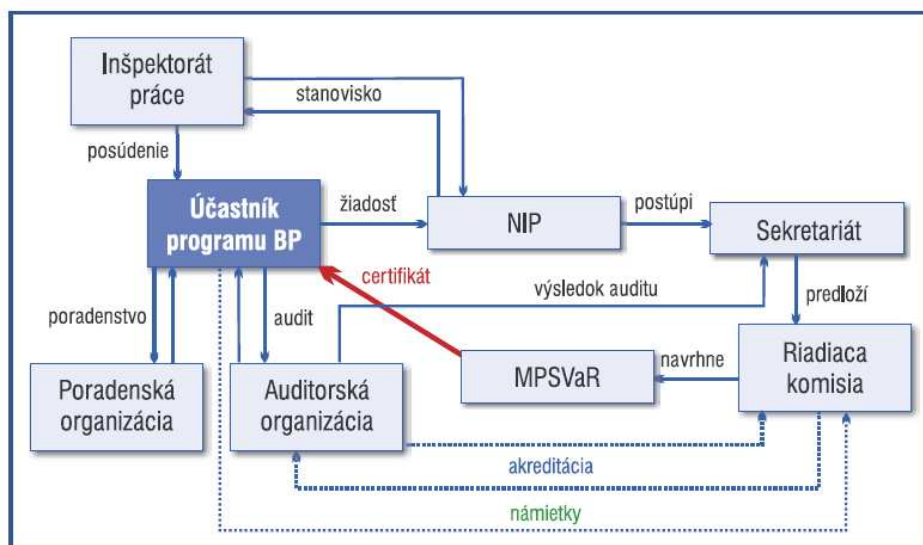 Inšpektorát
práce
stanovisko
posúdenie
Účastník
programu BP
žiadosť
NIP
postúpi
Sekretariát
certifikát
výsledok auditu
predloží
poradenstvo
audit
Poradenská
organizácia
Auditorská
organizácia
MPSVaR
navrhne
Riadiaca
komisia
akreditácia
námietky